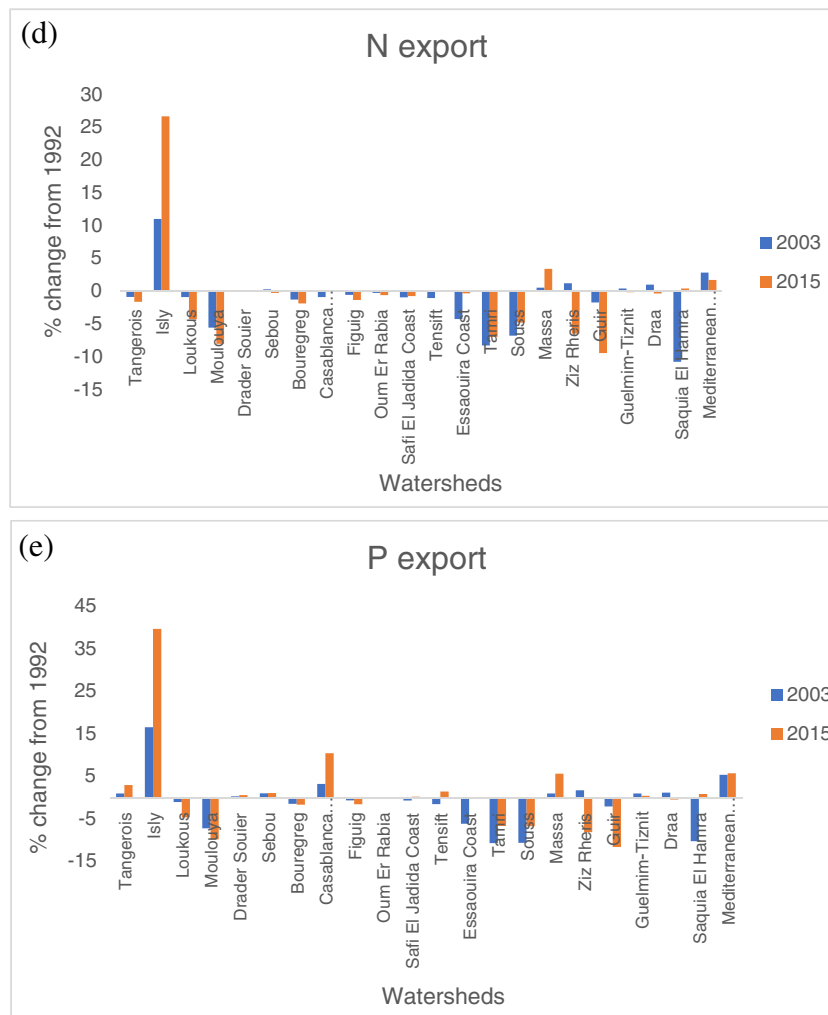 (d)
N export
% change from 1992
30
25
20
15
10
5
0
-5
-10
-15
Tangerois
Isly
Loukous
Moulouya
Drader Souier
Sebou
Bouregreg
Casablanca...
Figuig
Oum Er Rabia
Safi El Jadida Coast
Tensift
Essaouira Coast
Tamri
Souss
Massa
Ziz Rheris
Guir
Guelmim-Tiznit
Draa
Saquia El Hamra
Mediterranean...
Watersheds
2003
2015
(e)
P export
% change from 1992
45
35
25
15
5
-5
-15
Tangerois
Isly
Loukous
Moulouya
Drader Souier
Sebou
Bouregreg
Casablanca...
Figuig
Oum Er Rabia
Safi El Jadida Coast
Tensift
Essaouira Coast
Tamri
Souss
Massa
Ziz Rheris
Guir
Guelmim-Tiznit
Draa
Saquia El Hamra
Mediterranean...
Watersheds
2003
2015